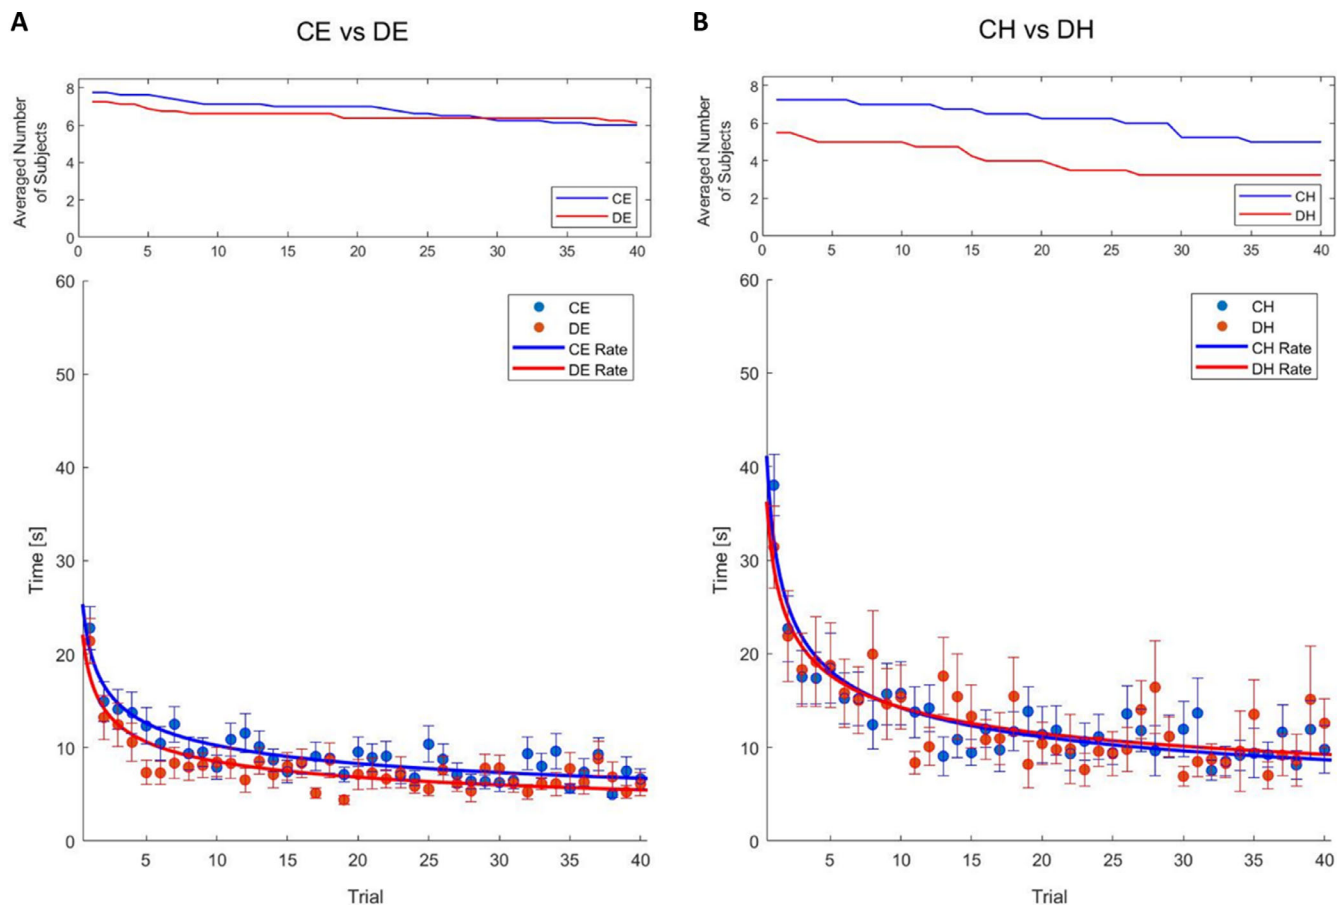 A
CE vs DE
Averaged Number
of Subjects
8
6
4
2
0
CE
DE
0 5 10 15 20 25 30 35 40
60
50
40
30
20
10
0
Time [s]
CE
DE
CE Rate
DE Rate
5 10 15 20 25 30 35 40
Trial
B
CH vs DH
Averaged Number
of Subjects
8
6
4
2
0
CH
DH
0 5 10 15 20 25 30 35 40
60
50
40
30
20
10
0
Time [s]
CH
DH
CH Rate
DH Rate
5 10 15 20 25 30 35 40
Trial